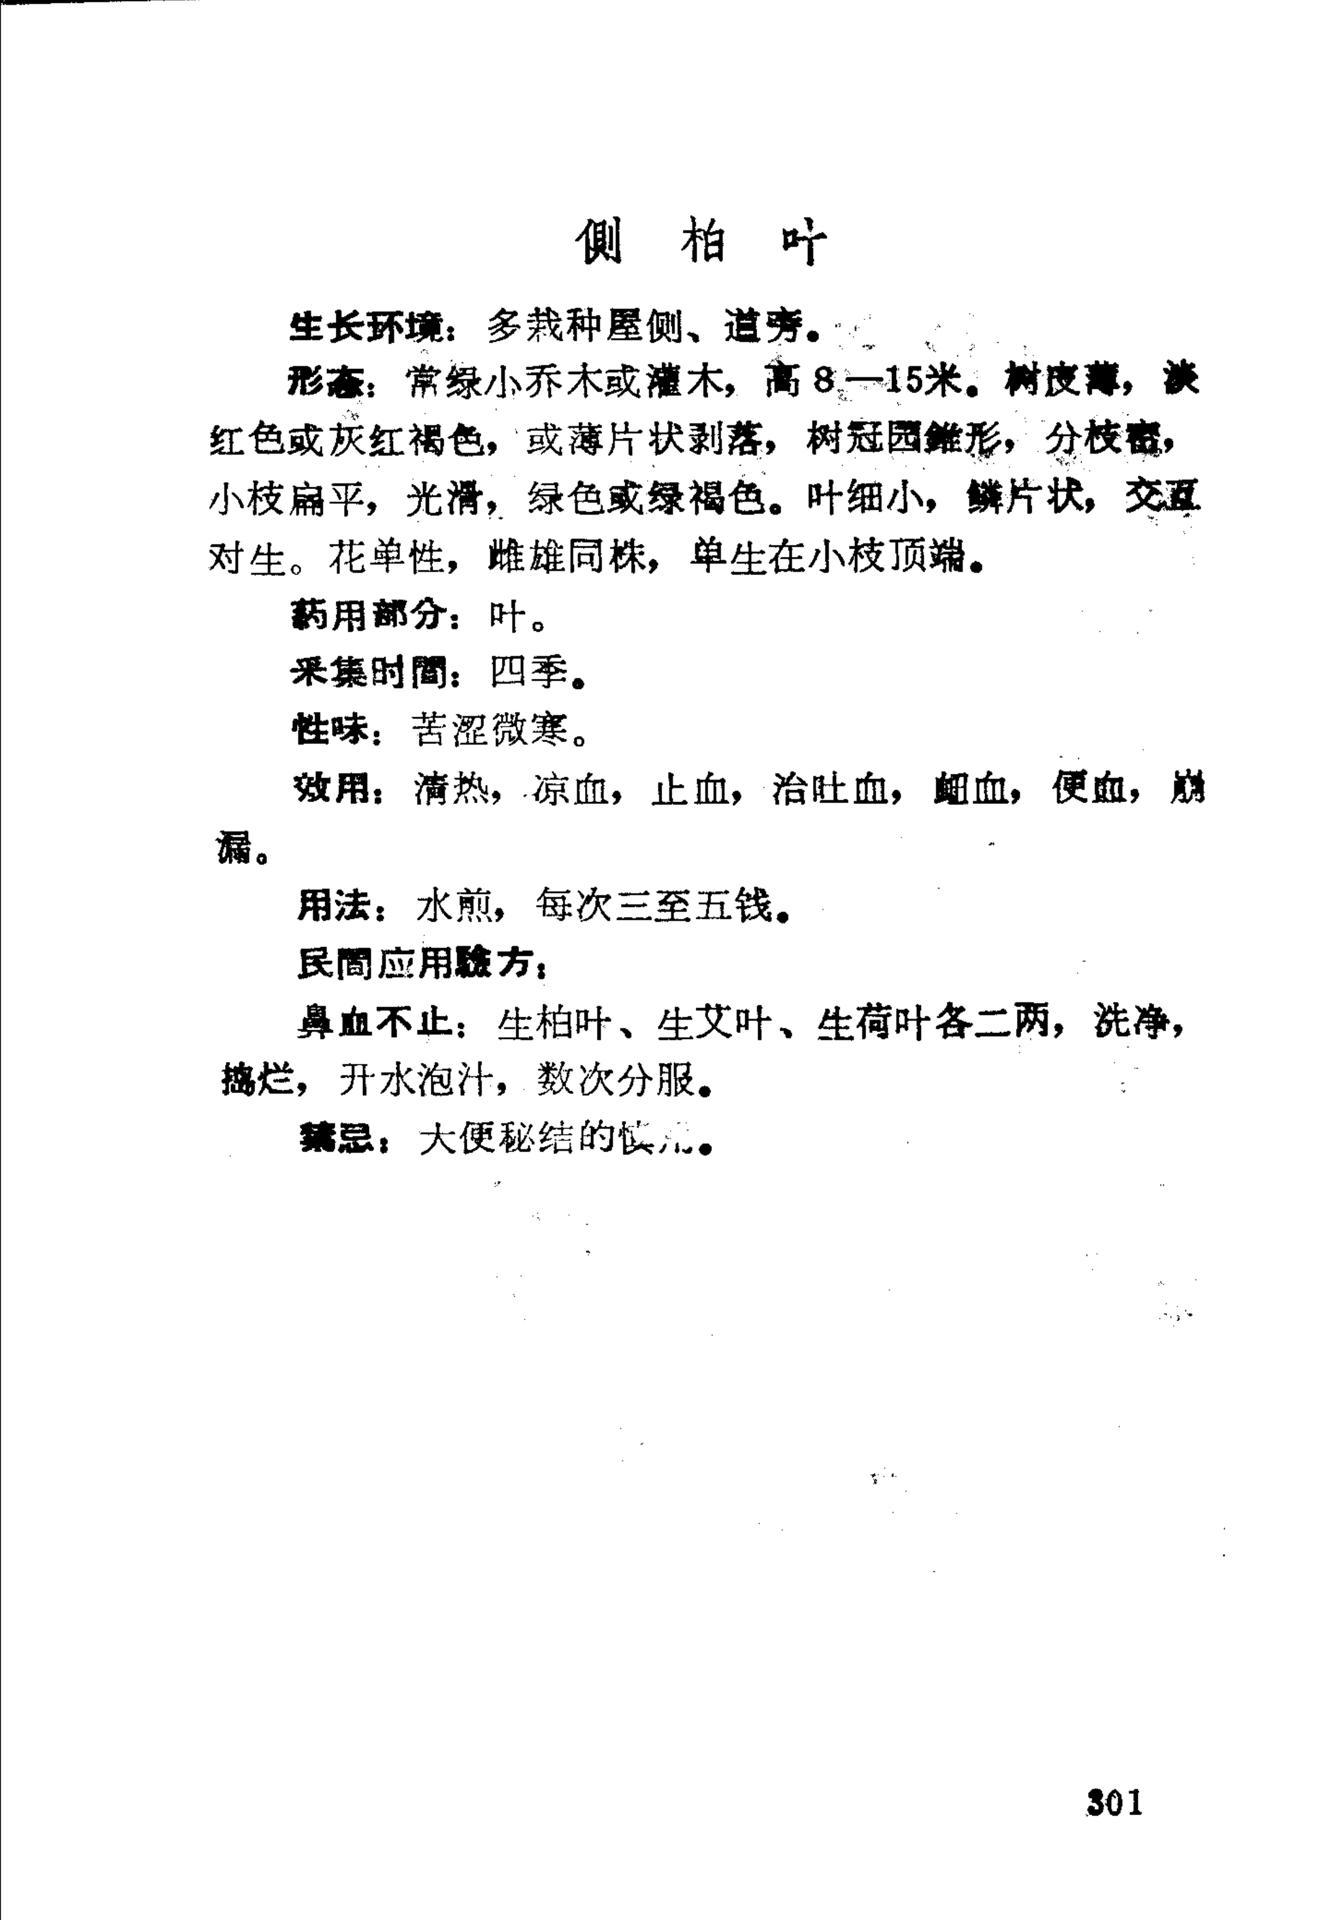 側柏叶
生长环境：多栽种屋侧、道旁。
形态：常绿小乔木或灌木，高8—15米。树皮薄，淡
红色或灰红褐色，或薄片状剥落，树冠园錐形，分枝密，
小枝扁平，光滑，绿色或绿褐色。叶细小，鳞片状，交互
对生。花单性，雌雄同株，单生在小枝顶端。
药用部分：叶。
采集时間：四季。
性味：苦涩微寒。
效用：清热，凉血，止血，治吐血，衄血，便血，崩
漏。
用法：水煎，每次三至五钱。
民間应用驗方：
鼻血不止：生柏叶、生艾叶、生荷叶各二两，洗净，
捣烂，开水泡汁，数次分服。
禁忌：大便秘结的慎。
301